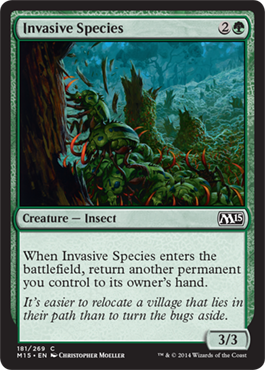 Invasive Species 2
Creature — Insect M15
When Invasive Species enters the
battlefield, return another permanent
you control to its owner's hand.
It's easier to relocate a village that lies in
their path than to turn the bugs aside.
3/3
181/269 C
M15 • EN Christopher Moeller ™ & © 2014 Wizards of the Coast